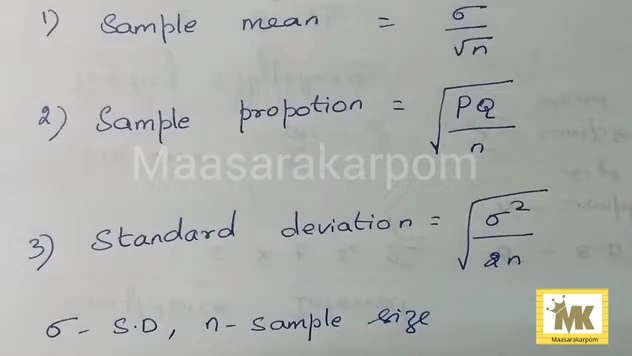 1) Sample mean = σ/√n
2) Sample propotion = √(PQ/n)
Maasarakarpom
3) Standard deviation = √(σ²/2n)
σ - S.D, n - sample size
MK
Maasarakarpom